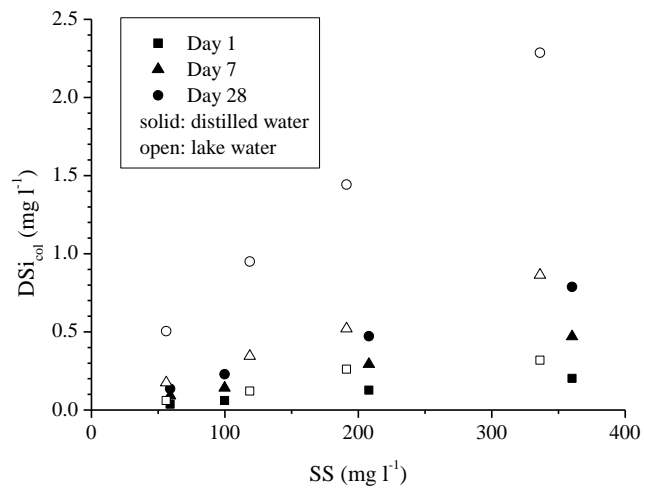 2.5
2.0
1.5
1.0
0.5
0.0
DSi_col (mg l⁻¹)
Day 1
Day 7
Day 28
solid: distilled water
open: lake water
0 100 200 300 400
SS (mg l⁻¹)